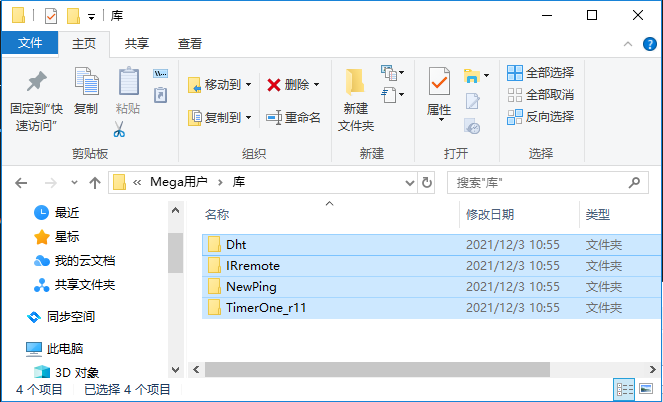 库
文件 主页 共享 查看
固定到"快速访问"
复制
粘贴
移动到
复制到
删除
重命名
新建文件夹
属性
全部选择
全部取消
反向选择
剪贴板 组织 新建 打开 选择
« Mega用户 › 库
搜索"库"
最近
星标
我的云文档
共享文件夹
同步空间
此电脑
3D 对象
名称 修改日期 类型
Dht 2021/12/3 10:55 文件夹
IRremote 2021/12/3 10:55 文件夹
NewPing 2021/12/3 10:55 文件夹
TimerOne_r11 2021/12/3 10:55 文件夹
4 个项目 已选择 4 个项目